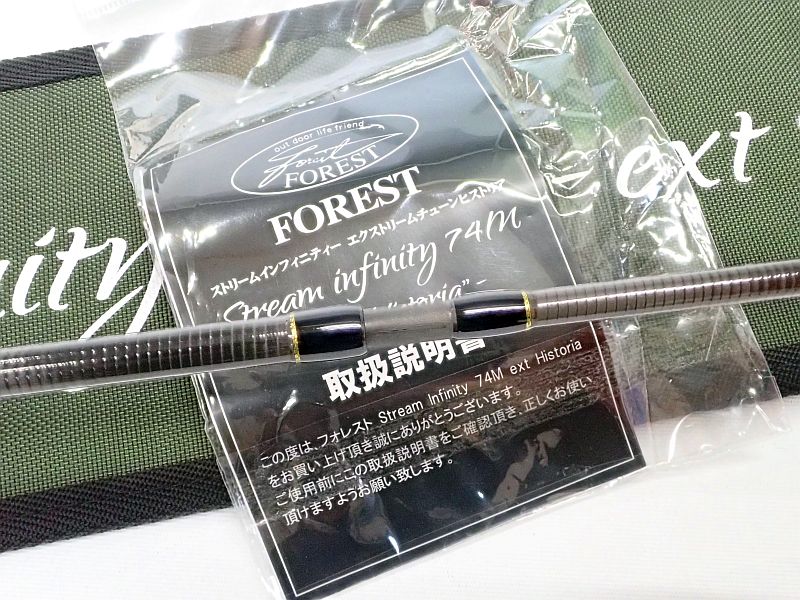 nity
ext
out door life friend
Forest
FOREST
FOREST
ストリームインフィニティー エクストリームチューンヒストリア
Stream infinity 74M
取扱説明書
この度は、フォレスト Stream Infinity 74M ext Historia
をお買い上げ頂き誠にありがとうございます。
ご使用前にこの取扱説明書をご確認頂き、正しくお使い
頂けますようお願い致します。